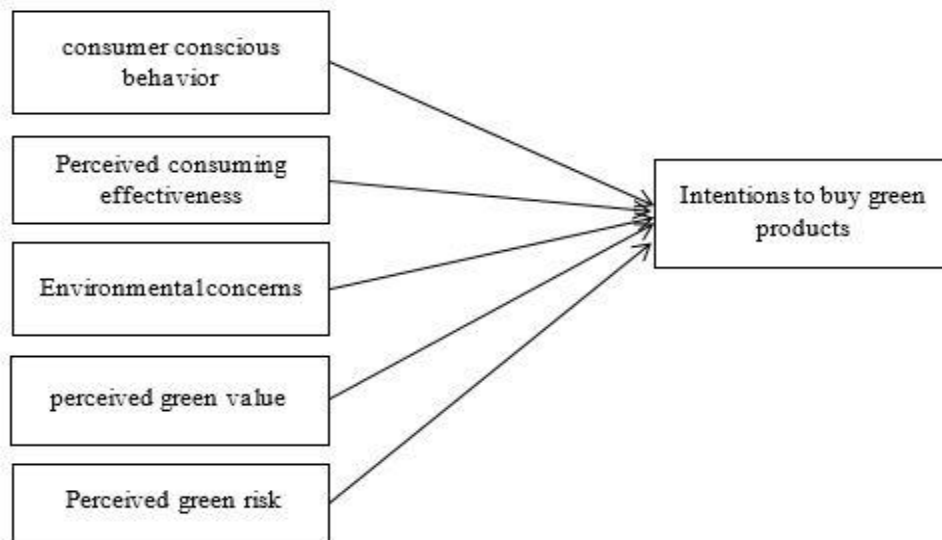 consumer conscious
behavior
Perceived consuming
effectiveness
Environmental concerns
perceived green value
Perceived green risk
Intentions to buy green
products